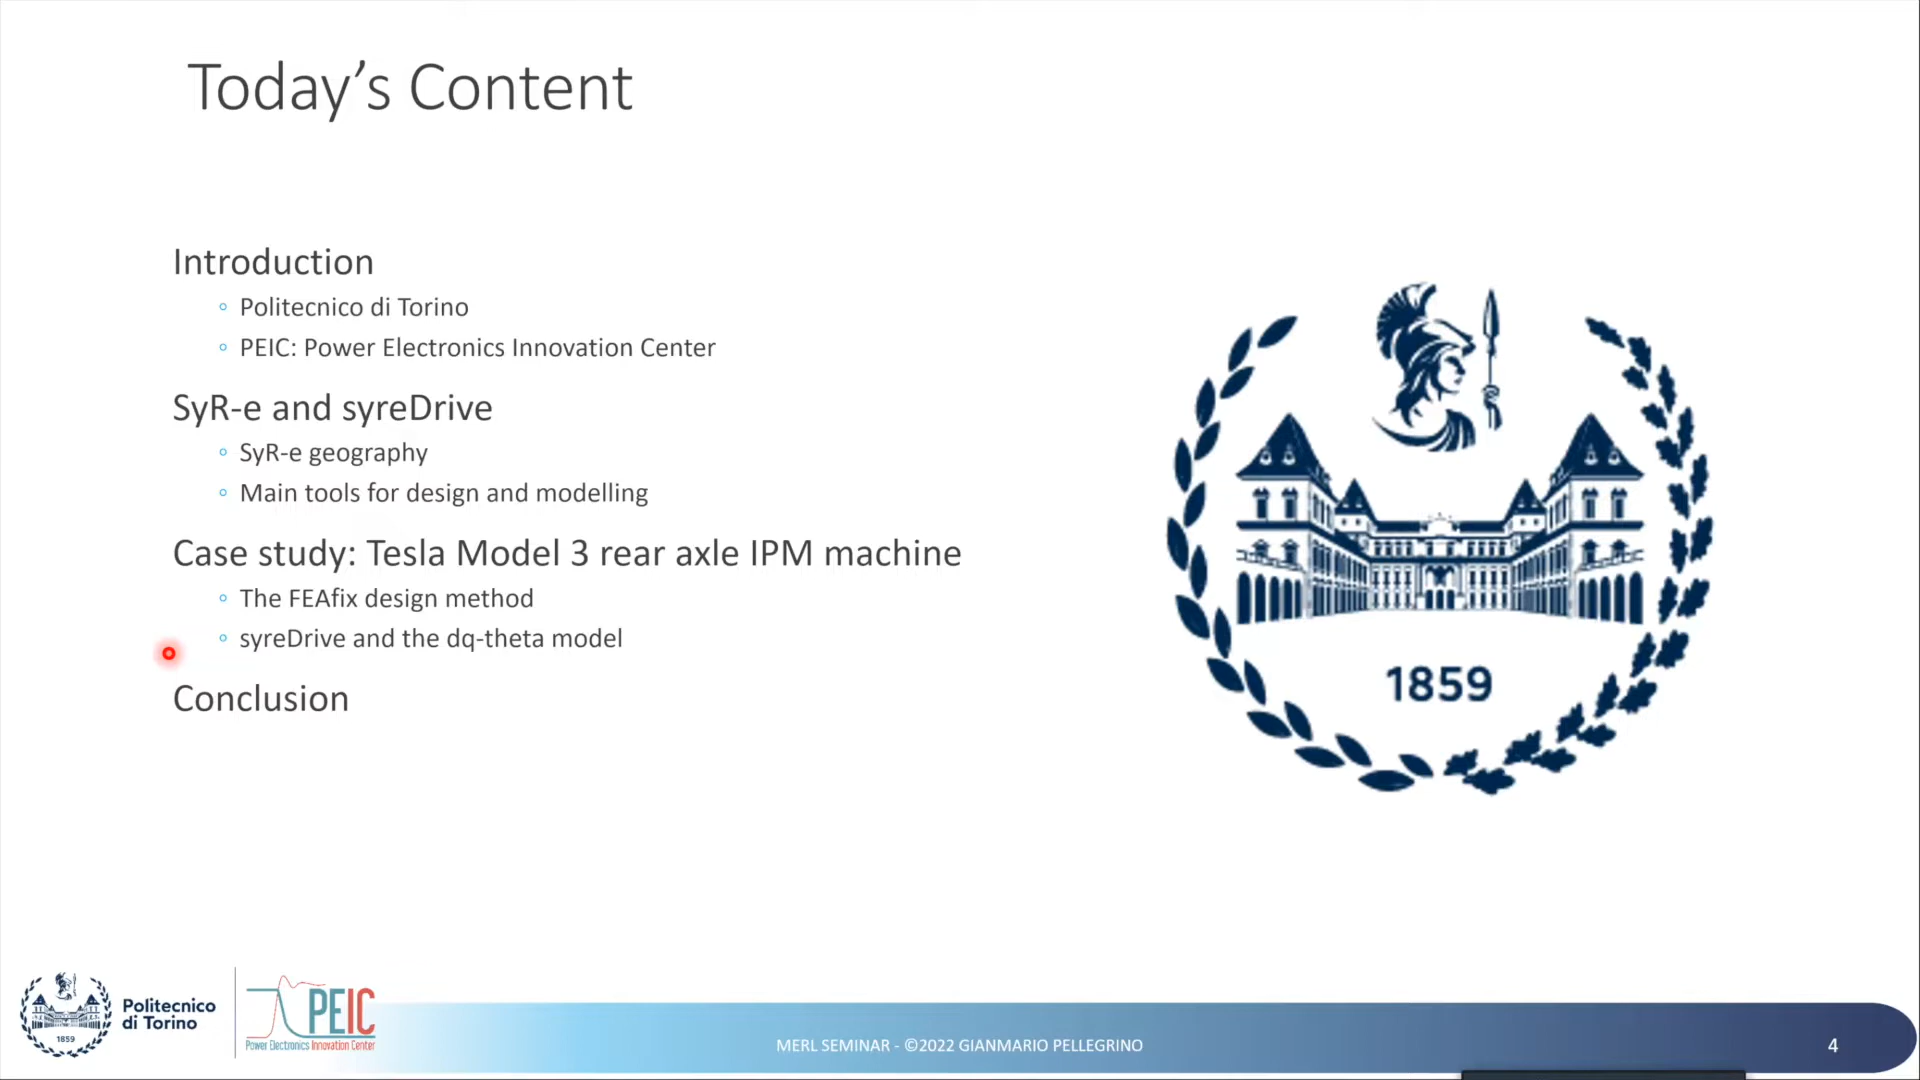 Today’s Content
Introduction
Politecnico di Torino
PEIC: Power Electronics Innovation Center
SyR-e and syreDrive
SyR-e geography
Main tools for design and modelling
Case study: Tesla Model 3 rear axle IPM machine
The FEAfix design method
syreDrive and the dq-theta model
Conclusion
1859
1859
Politecnico
di Torino
PEIC
Power Electronics Innovation Center
MERL SEMINAR - ©2022 GIANMARIO PELLEGRINO
4